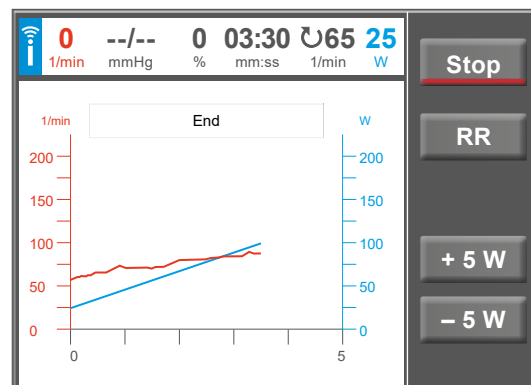 0 --/-- 0 03:30 ↻65 25
1/min mmHg % mm:ss 1/min W
Stop
RR
+ 5 W
– 5 W
1/min End W
200 200
150 150
100 100
50 50
0 0
0 5